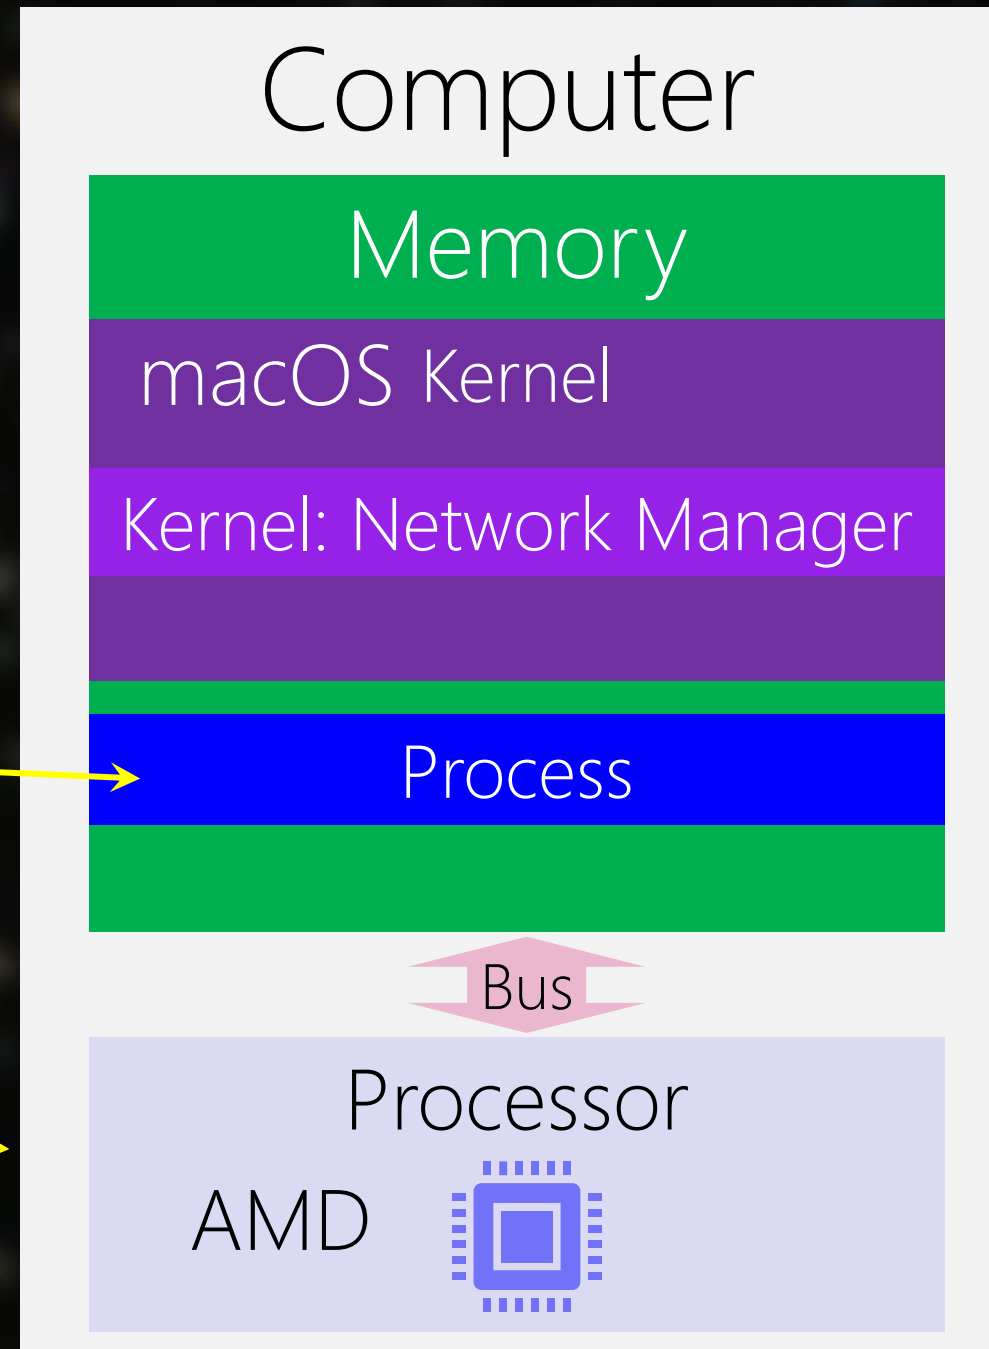 Computer
Memory
macOS Kernel
Kernel: Network Manager
Process
Bus
Processor
AMD